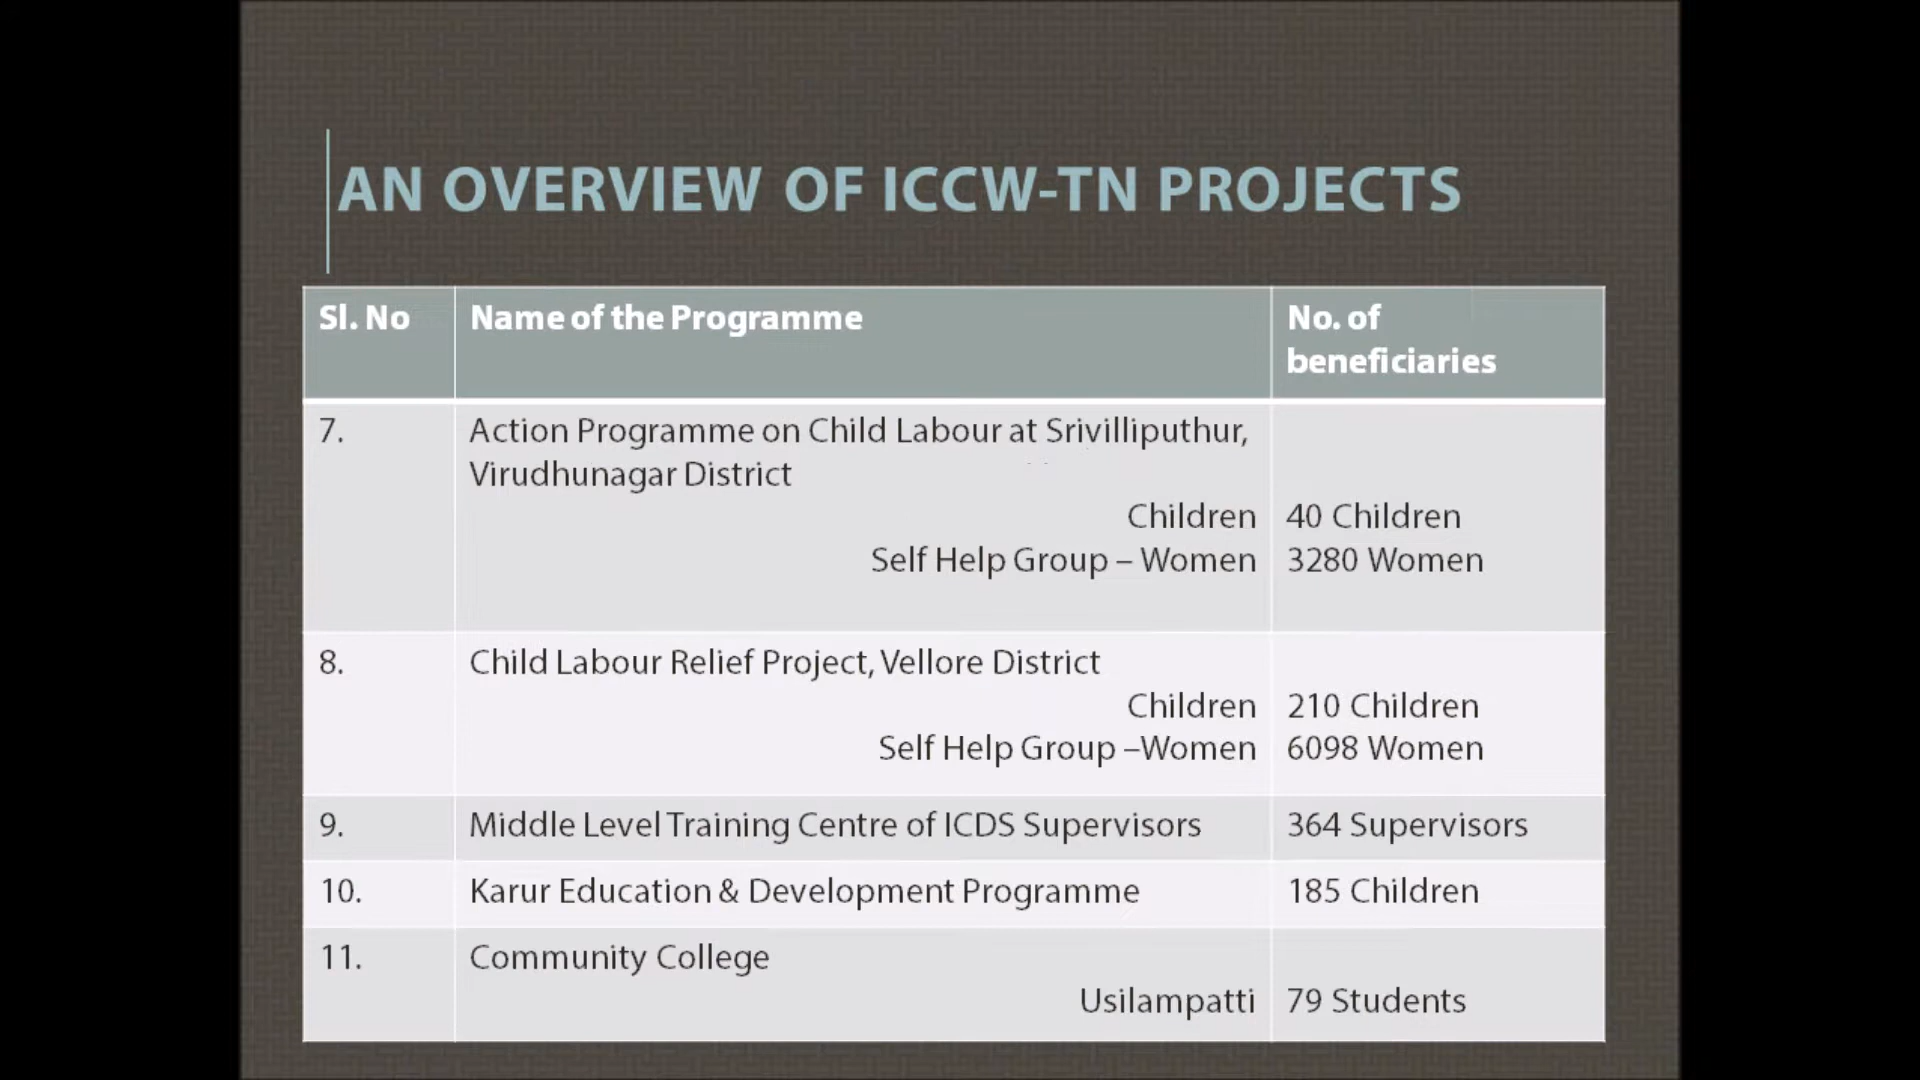 AN OVERVIEW OF ICCW-TN PROJECTS
Sl. No Name of the Programme No. of
beneficiaries
7. Action Programme on Child Labour at Srivilliputhur,
Virudhunagar District
Children 40 Children
Self Help Group – Women 3280 Women
8. Child Labour Relief Project, Vellore District
Children 210 Children
Self Help Group –Women 6098 Women
9. Middle Level Training Centre of ICDS Supervisors 364 Supervisors
10. Karur Education & Development Programme 185 Children
11. Community College
Usilampatti 79 Students